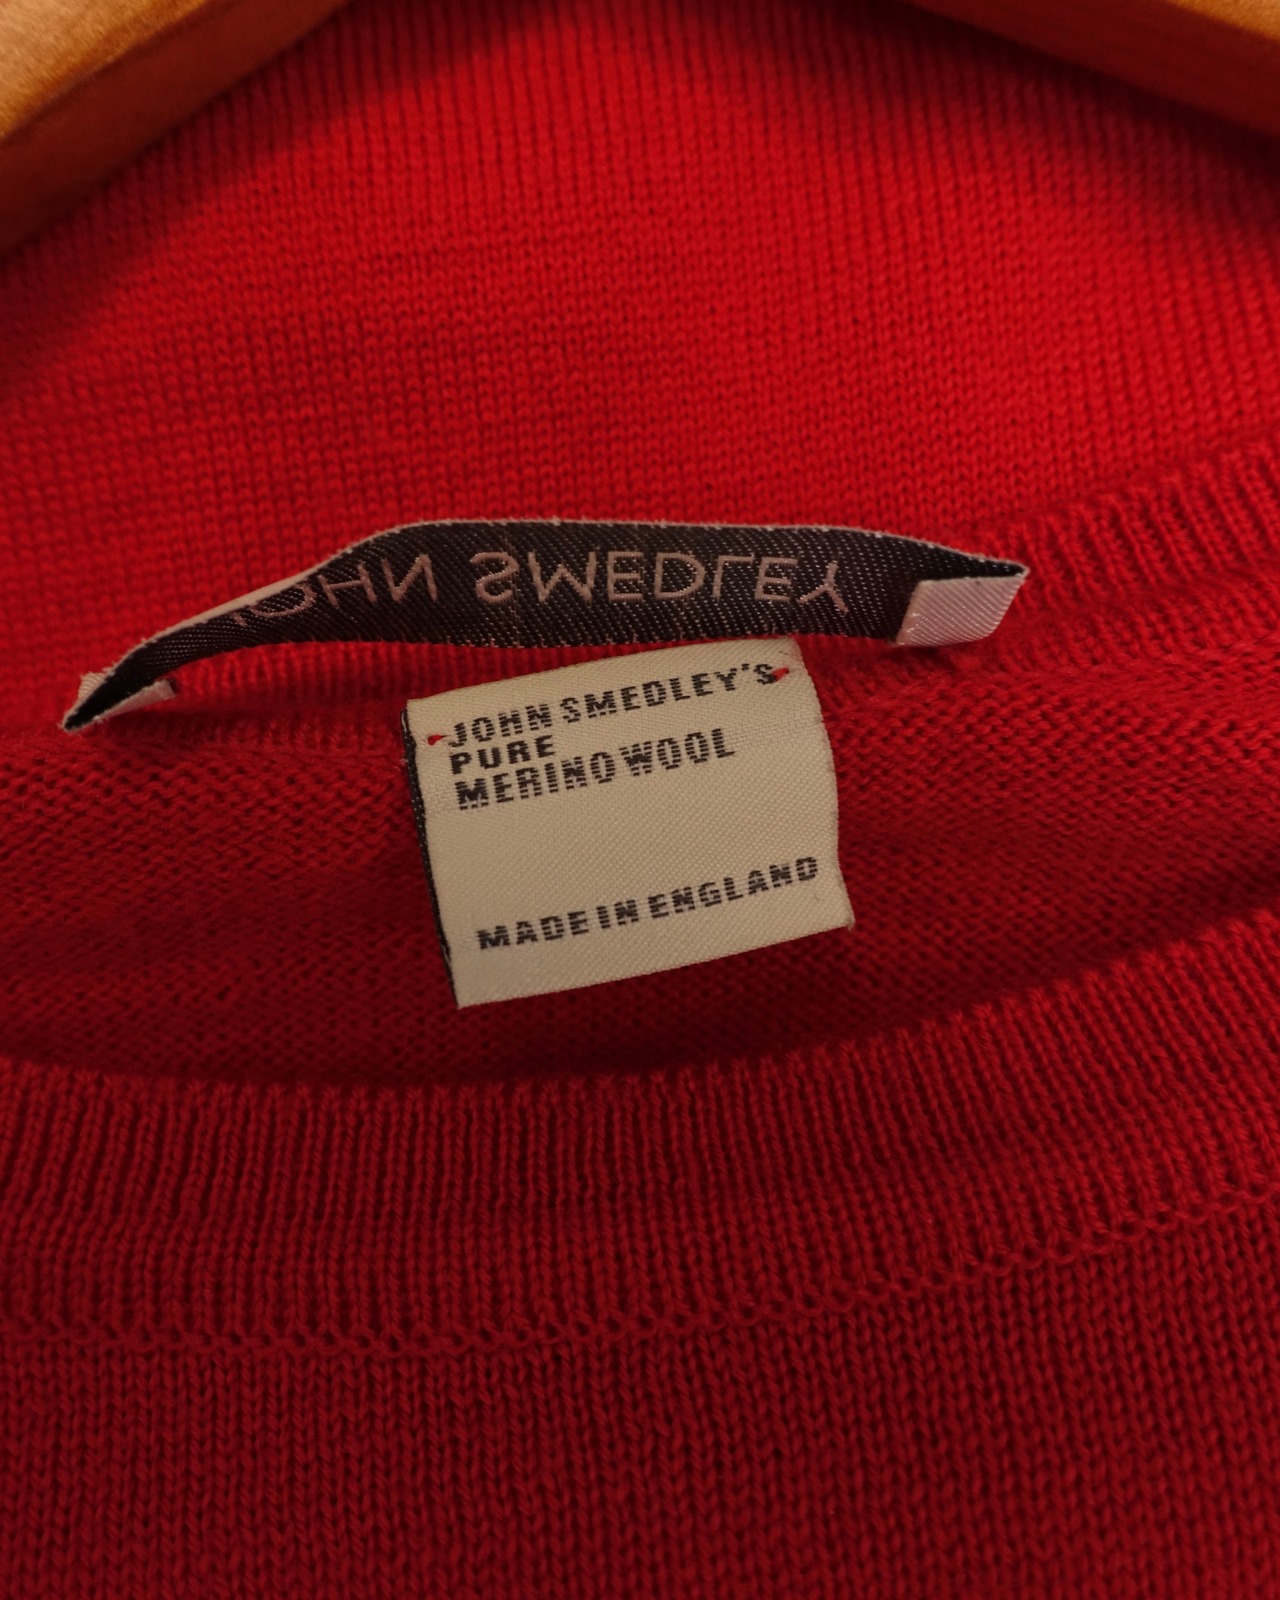 JOHN SMEDLEY
JOHN SMEDLEY'S
PURE
MERINO WOOL
MADE IN ENGLAND